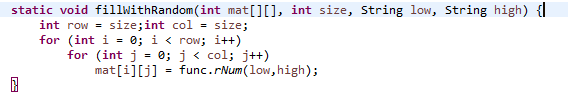 static void fillWithRandom(int mat[][], int size, String low, String high) {
int row = size;int col = size;
for (int i = 0; i < row; i++)
for (int j = 0; j < col; j++)
mat[i][j] = func.rNum(low,high);
}